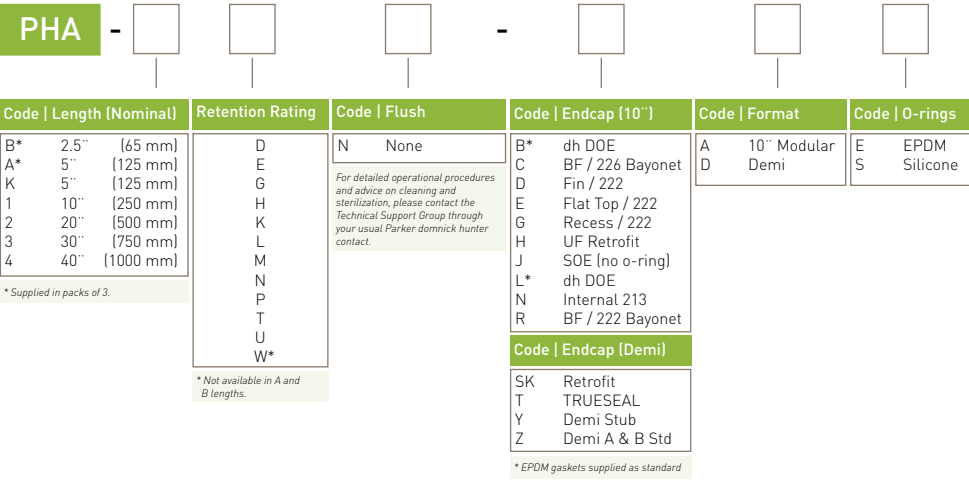 PHA - -
Code | Length (Nominal)
B* 2.5¨ (65 mm)
A* 5¨ (125 mm)
K 5¨ (125 mm)
1 10¨ (250 mm)
2 20¨ (500 mm)
3 30¨ (750 mm)
4 40¨ (1000 mm)
* Supplied in packs of 3.
Retention Rating
D
E
G
H
K
L
M
N
P
T
U
W*
* Not available in A and
B lengths.
Code | Flush
N None
For detailed operational procedures
and advice on cleaning and
sterilization, please contact the
Technical Support Group through
your usual Parker domnick hunter
contact.
Code | Endcap (10¨)
B* dh DOE
C BF / 226 Bayonet
D Fin / 222
E Flat Top / 222
G Recess / 222
H UF Retrofit
J SOE (no o-ring)
L* dh DOE
N Internal 213
R BF / 222 Bayonet
Code | Endcap (Demi)
SK Retrofit
T TRUESEAL
Y Demi Stub
Z Demi A & B Std
* EPDM gaskets supplied as standard
Code | Format
A 10¨ Modular
D Demi
Code | O-rings
E EPDM
S Silicone